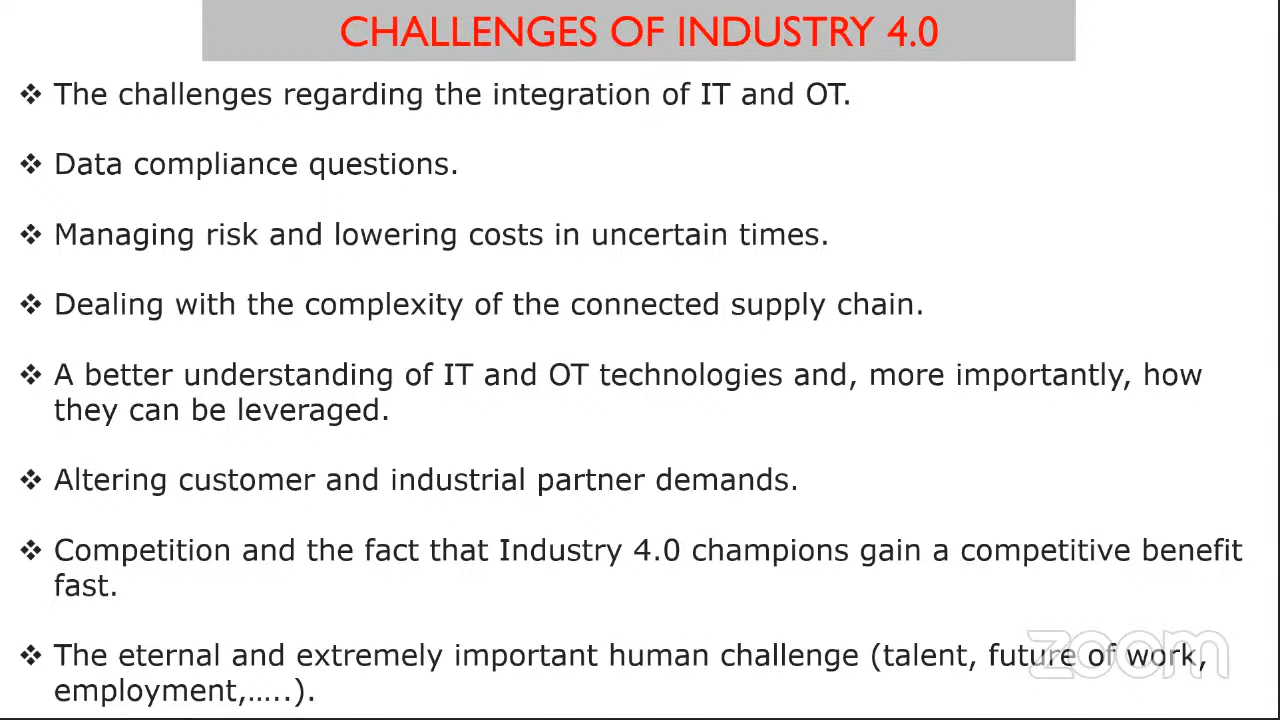 CHALLENGES OF INDUSTRY 4.0
❖ The challenges regarding the integration of IT and OT.
❖ Data compliance questions.
❖ Managing risk and lowering costs in uncertain times.
❖ Dealing with the complexity of the connected supply chain.
❖ A better understanding of IT and OT technologies and, more importantly, how
they can be leveraged.
❖ Altering customer and industrial partner demands.
❖ Competition and the fact that Industry 4.0 champions gain a competitive benefit
fast.
❖ The eternal and extremely important human challenge (talent, future of work,
employment,…..).
zoom